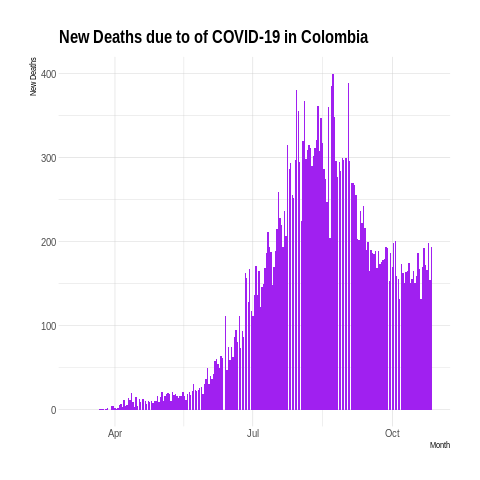 New Deaths due to of COVID-19 in Colombia
New Deaths
400
300
200
100
0
Apr
Jul
Oct
Month